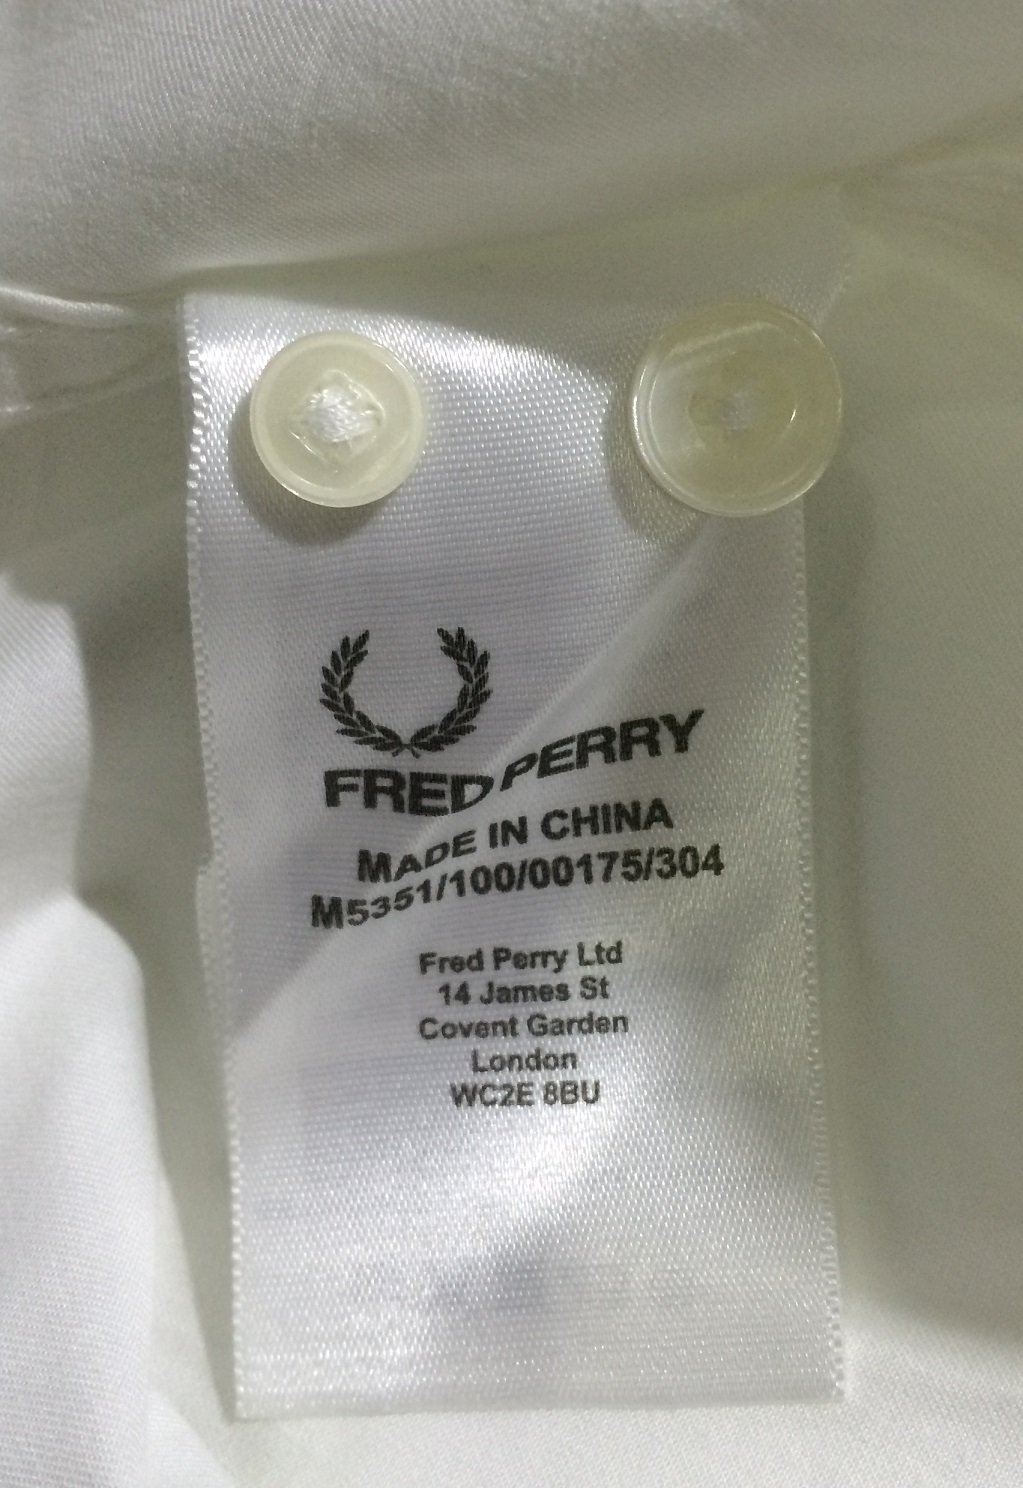 FRED PERRY
MADE IN CHINA
M5351/100/00175/304
Fred Perry Ltd
14 James St
Covent Garden
London
WC2E 8BU